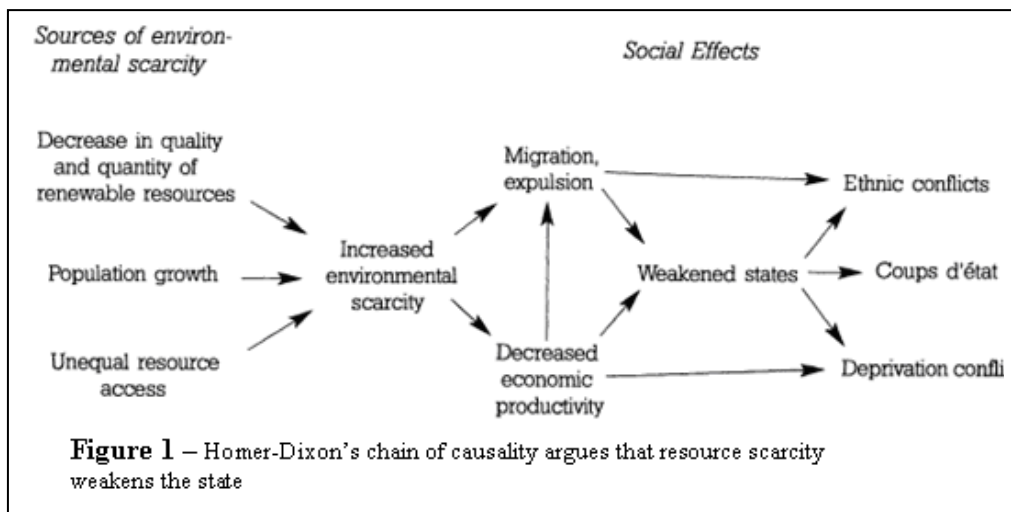 Sources of environ-
mental scarcity
Social Effects
Decrease in quality
and quantity of
renewable resources
Population growth
Unequal resource
access
Increased
environmental
scarcity
Migration,
expulsion
Decreased
economic
productivity
Weakened states
Ethnic conflicts
Coups d'état
Deprivation confli
Figure 1 – Homer-Dixon's chain of causality argues that resource scarcity
weakens the state